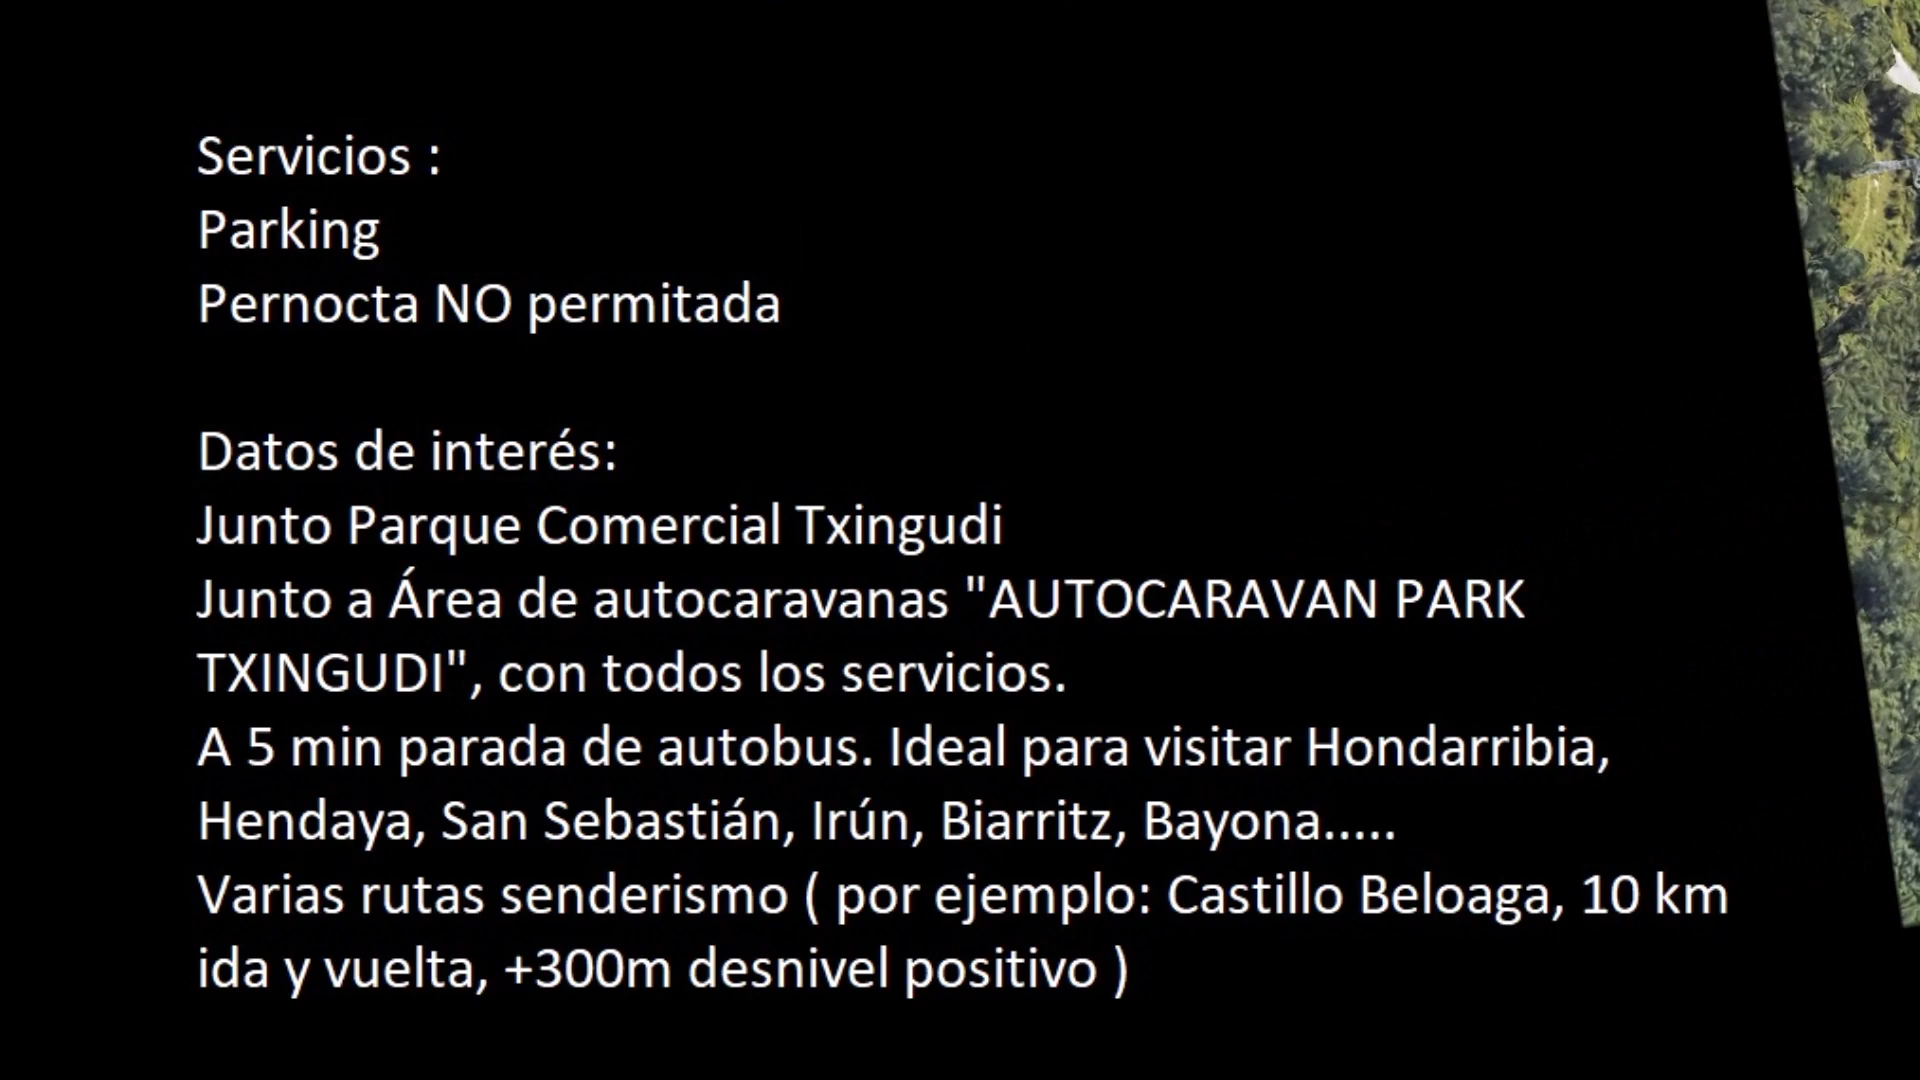 Servicios :
Parking
Pernocta NO permitada
Datos de interés:
Junto Parque Comercial Txingudi
Junto a Área de autocaravanas "AUTOCARAVAN PARK
TXINGUDI", con todos los servicios.
A 5 min parada de autobus. Ideal para visitar Hondarribia,
Hendaya, San Sebastián, Irún, Biarritz, Bayona.....
Varias rutas senderismo ( por ejemplo: Castillo Beloaga, 10 km
ida y vuelta, +300m desnivel positivo )